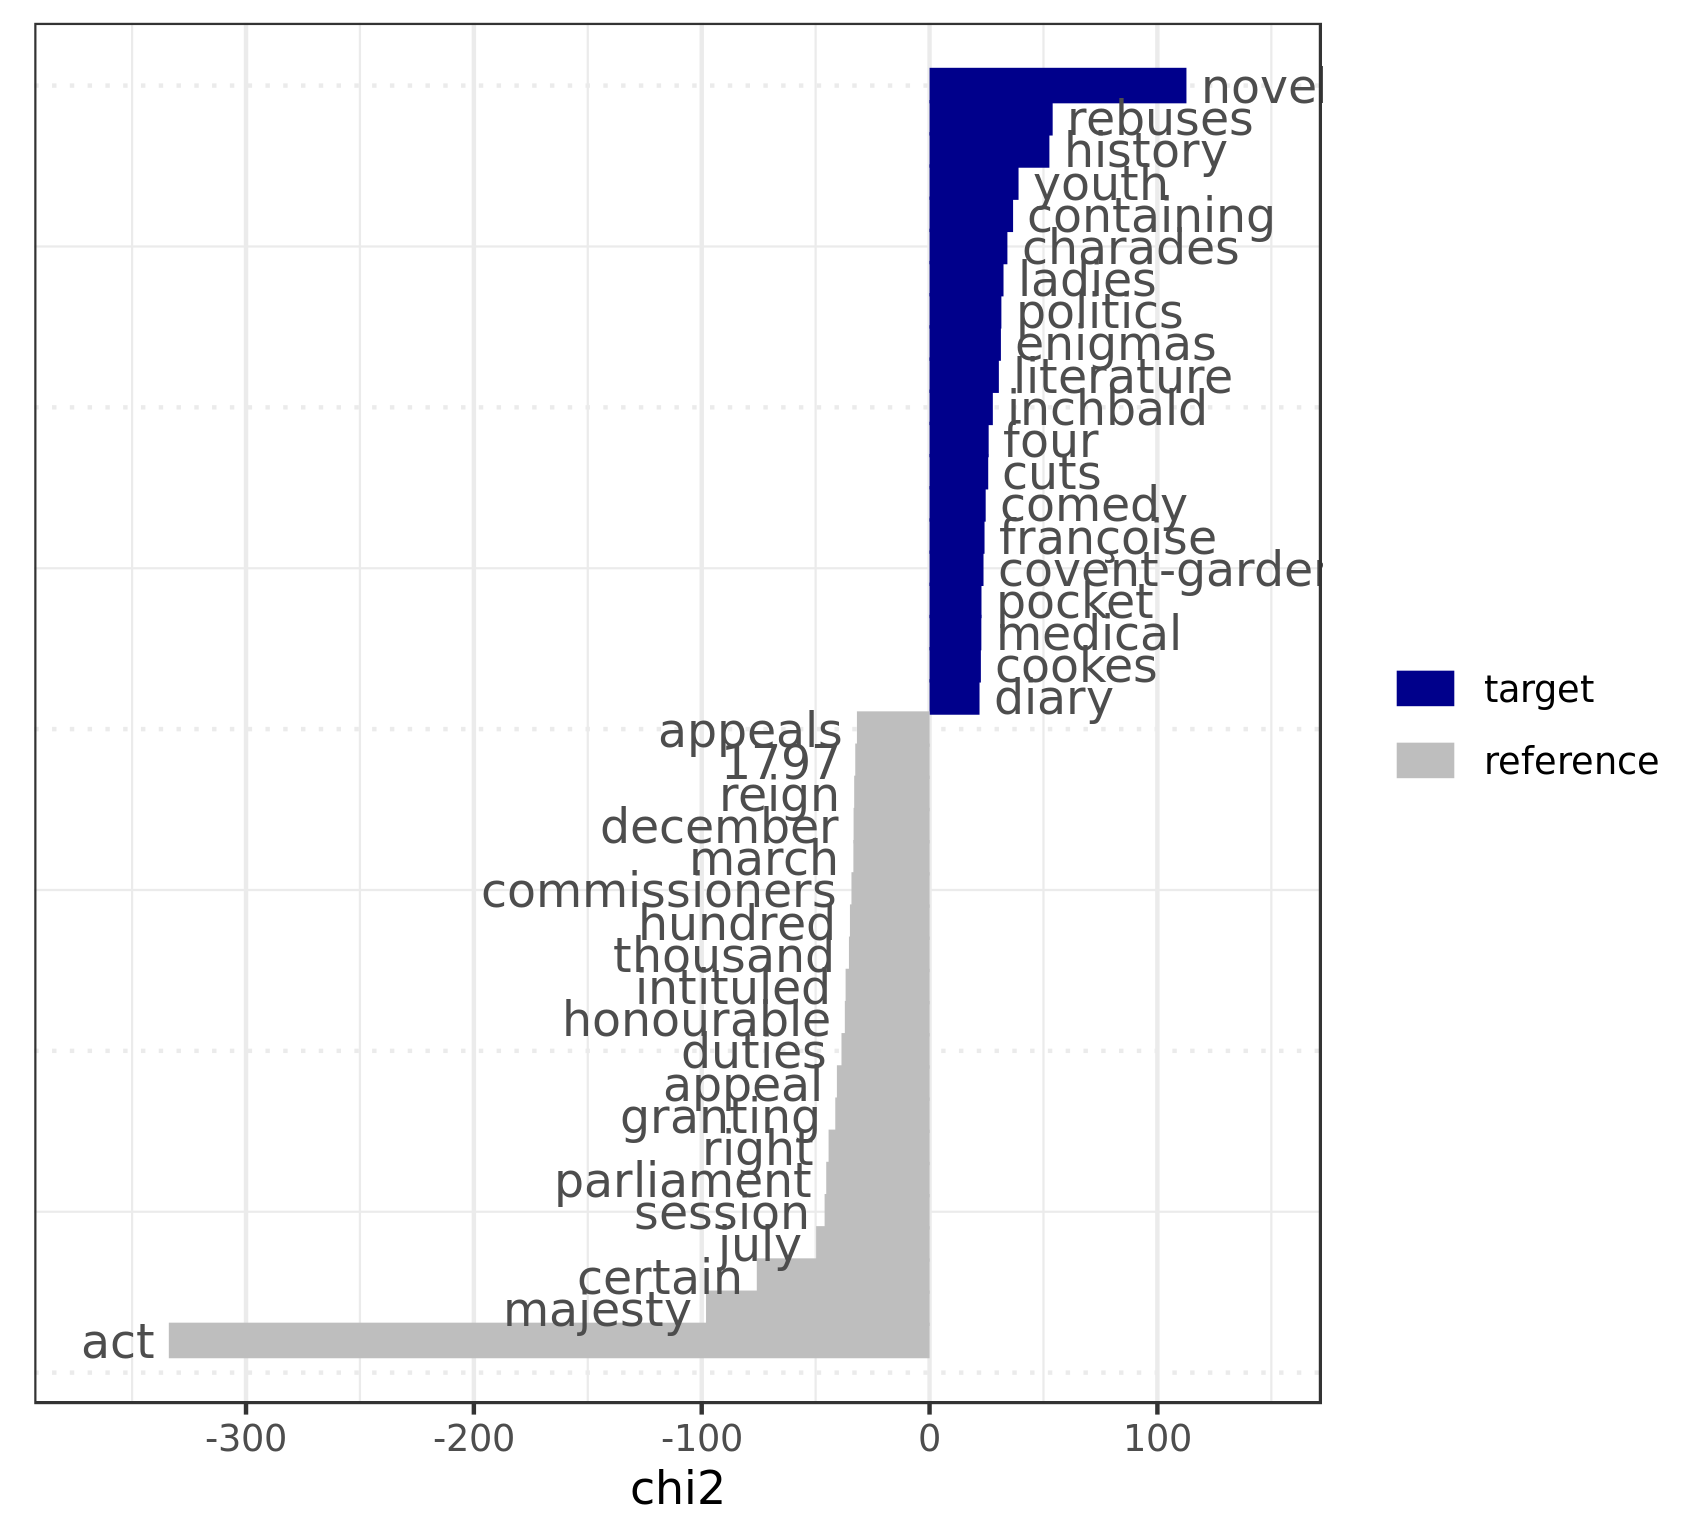 novel
rebuses
history
youth
containing
charades
ladies
politics
enigmas
literature
inchbald
four
cuts
comedy
françoise
covent-garden
pocket
medical
cookes
diary
appeals
1797
reign
december
march
commissioners
hundred
thousand
intituled
honourable
duties
appeal
granting
right
parliament
session
july
certain
majesty
act
target
reference
-300 -200 -100 0 100
chi2